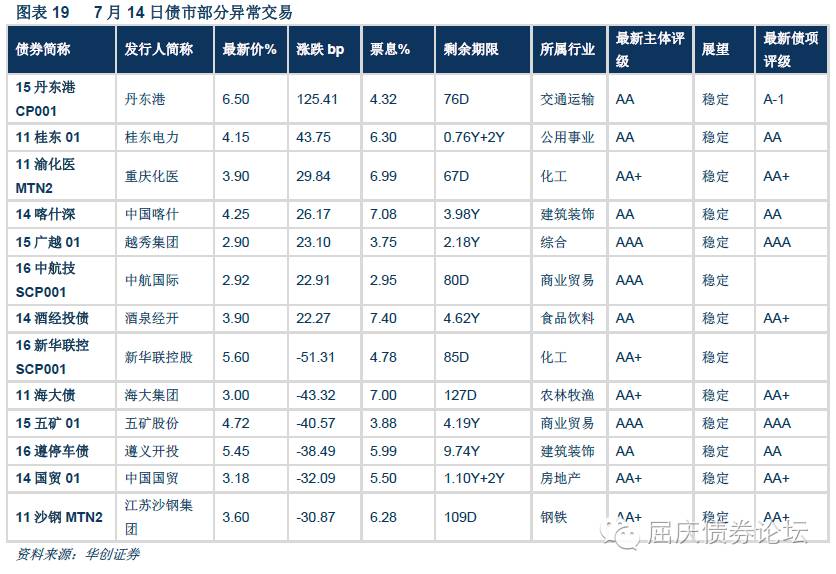 图表 19 7 月 14 日债市部分异常交易
债券简称 发行人简称 最新价% 涨跌 bp 票息% 剩余期限 所属行业 最新主体评级 展望 最新债项评级
15 丹东港 CP001 丹东港 6.50 125.41 4.32 76D 交通运输 AA 稳定 A-1
11 桂东 01 桂东电力 4.15 43.75 6.30 0.76Y+2Y 公用事业 AA 稳定 AA
11 渝化医 MTN2 重庆化医 3.90 29.84 6.99 67D 化工 AA+ 稳定 AA+
14 喀什深 中国喀什 4.25 26.17 7.08 3.98Y 建筑装饰 AA 稳定 AA
15 广越 01 越秀集团 2.90 23.10 3.75 2.18Y 综合 AAA 稳定 AAA
16 中航技 SCP001 中航国际 2.92 22.91 2.95 80D 商业贸易 AAA 稳定
14 酒经投债 酒泉经开 3.90 22.27 7.40 4.62Y 食品饮料 AA 稳定 AA+
16 新华联控 SCP001 新华联控股 5.60 -51.31 4.78 85D 化工 AA+ 稳定
11 海大债 海大集团 3.00 -43.32 7.00 127D 农林牧渔 AA+ 稳定 AA+
15 五矿 01 五矿股份 4.72 -40.57 3.88 4.19Y 商业贸易 AAA 稳定 AAA
16 遵停车债 遵义开投 5.45 -38.49 5.99 9.74Y 建筑装饰 AA 稳定 AA
14 国贸 01 中国国贸 3.18 -32.09 5.50 1.10Y+2Y 房地产 AA+ 稳定 AA+
11 沙钢 MTN2 江苏沙钢集团 3.60 -30.87 6.28 109D 钢铁 AA+ 稳定 AA+
资料来源：华创证券
屈庆债券论坛